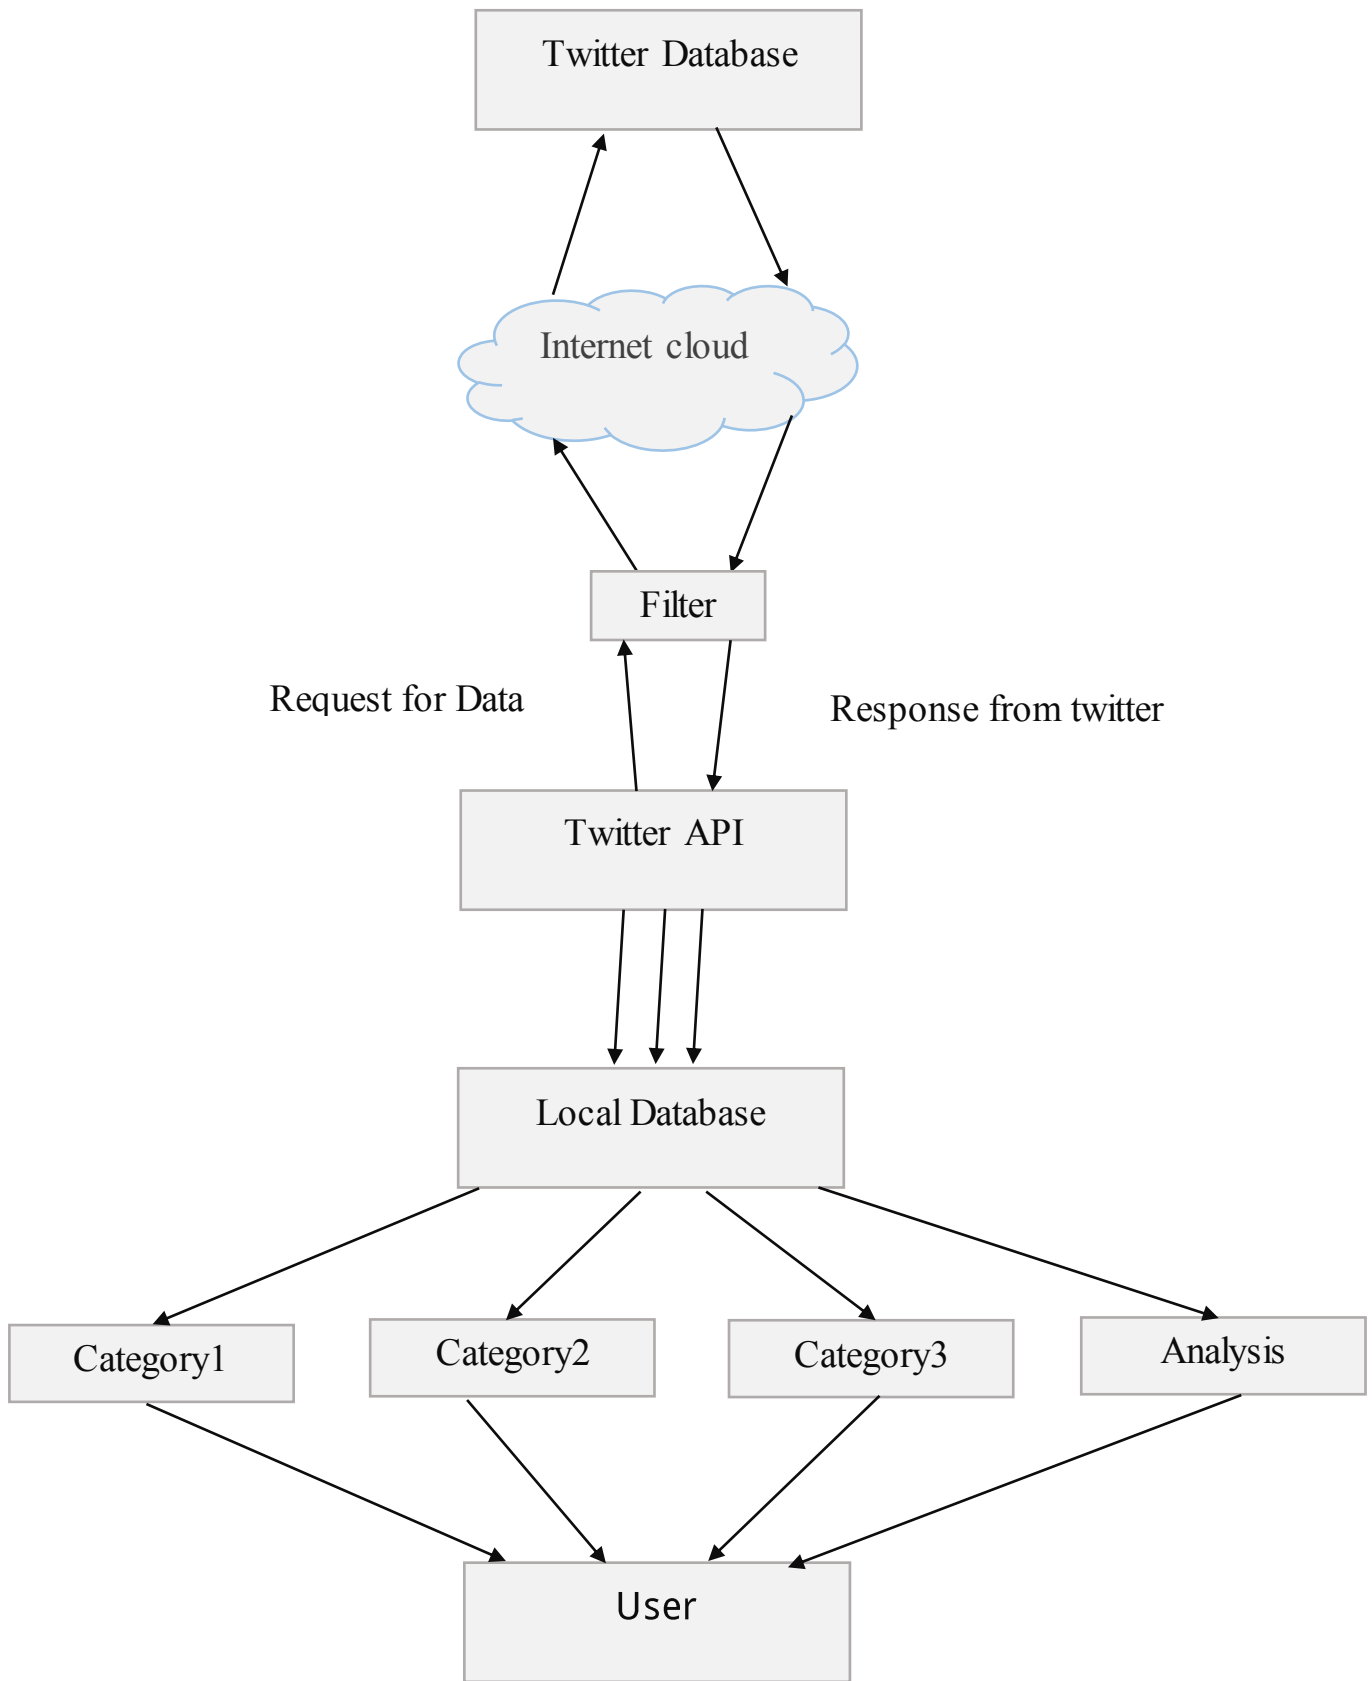 Twitter Database
Internet cloud
Filter
Request for Data
Response from twitter
Twitter API
Local Database
Category1
Category2
Category3
Analysis
User